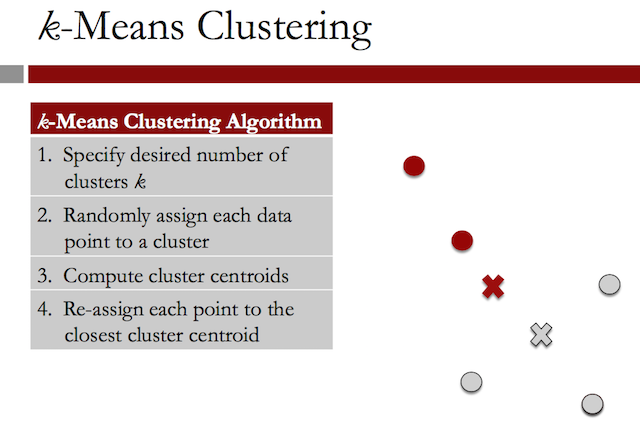 k-Means Clustering
k-Means Clustering Algorithm
1. Specify desired number of
clusters k
2. Randomly assign each data
point to a cluster
3. Compute cluster centroids
4. Re-assign each point to the
closest cluster centroid